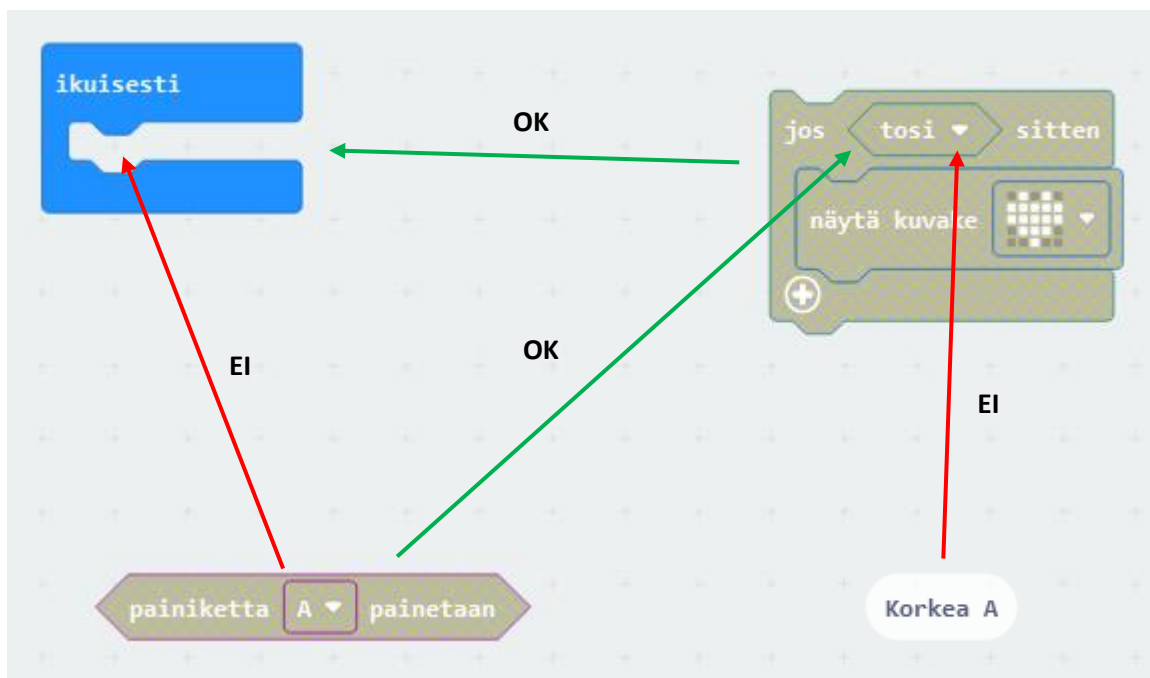 ikuisesti
OK
jos tosi sitten
näytä kuvake
OK
EI
EI
painiketta A painetaan
Korkea A